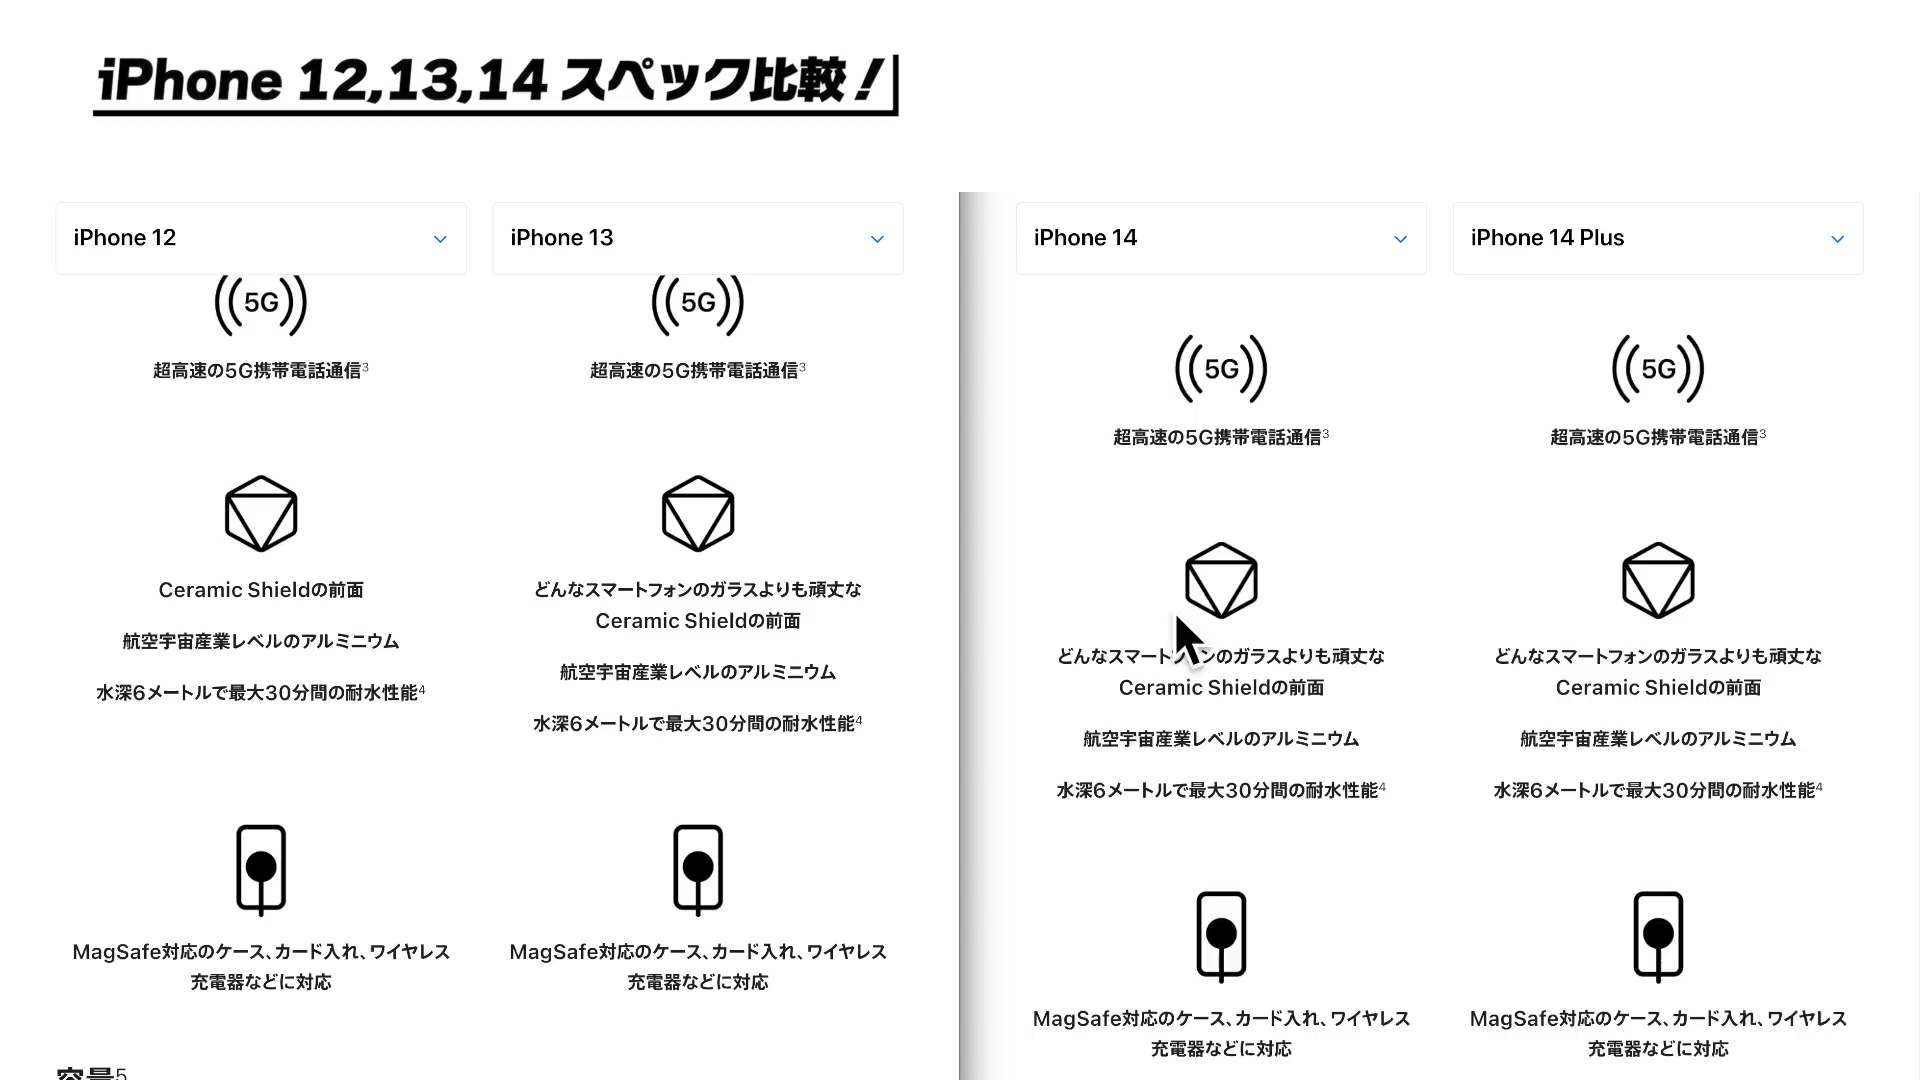 iPhone 12,13,14 スペック比較！
iPhone 12
iPhone 13
5G
5G
超高速の5G携帯電話通信3
超高速の5G携帯電話通信3
Ceramic Shieldの前面
航空宇宙産業レベルのアルミニウム
水深6メートルで最大30分間の耐水性能4
どんなスマートフォンのガラスよりも頑丈な
Ceramic Shieldの前面
航空宇宙産業レベルのアルミニウム
水深6メートルで最大30分間の耐水性能4
MagSafe対応のケース、カード入れ、ワイヤレス
充電器などに対応
MagSafe対応のケース、カード入れ、ワイヤレス
充電器などに対応
容量5
iPhone 14
iPhone 14 Plus
5G
5G
超高速の5G携帯電話通信3
超高速の5G携帯電話通信3
どんなスマートフォンのガラスよりも頑丈な
Ceramic Shieldの前面
航空宇宙産業レベルのアルミニウム
水深6メートルで最大30分間の耐水性能4
どんなスマートフォンのガラスよりも頑丈な
Ceramic Shieldの前面
航空宇宙産業レベルのアルミニウム
水深6メートルで最大30分間の耐水性能4
MagSafe対応のケース、カード入れ、ワイヤレス
充電器などに対応
MagSafe対応のケース、カード入れ、ワイヤレス
充電器などに対応